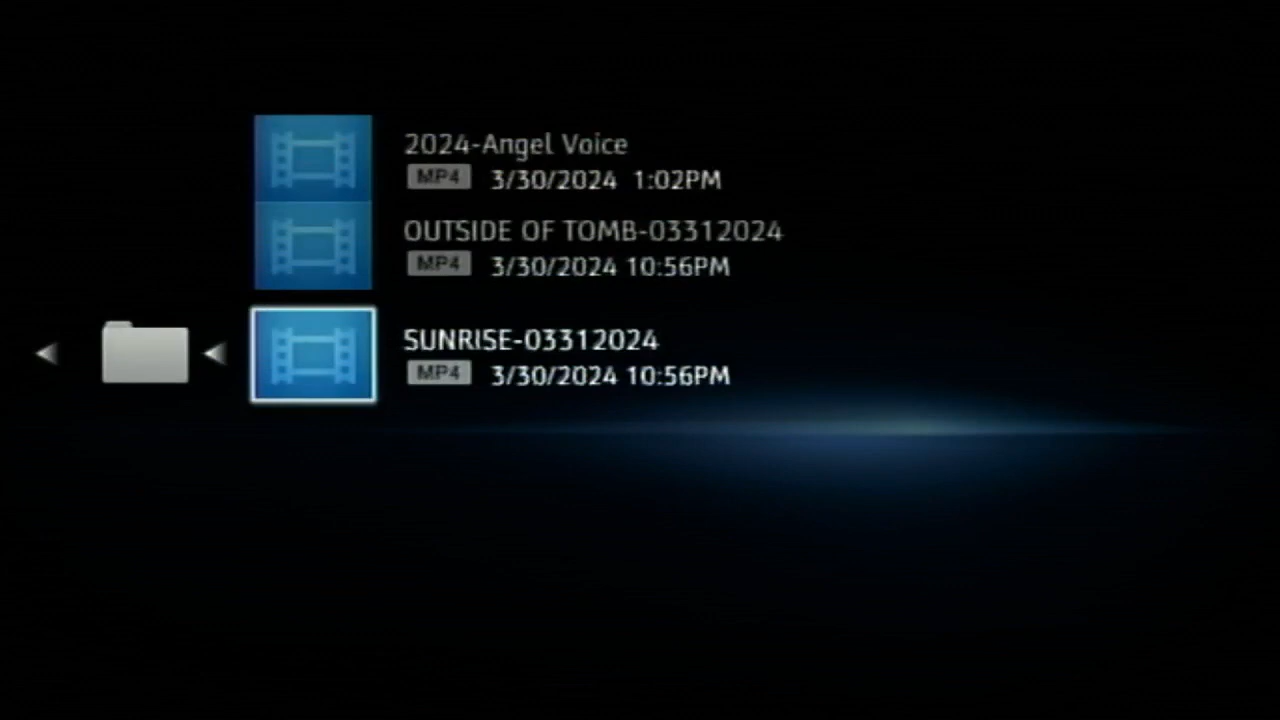 2024-Angel Voice
MP4 3/30/2024 1:02PM
OUTSIDE OF TOMB-03312024
MP4 3/30/2024 10:56PM
SUNRISE-03312024
MP4 3/30/2024 10:56PM